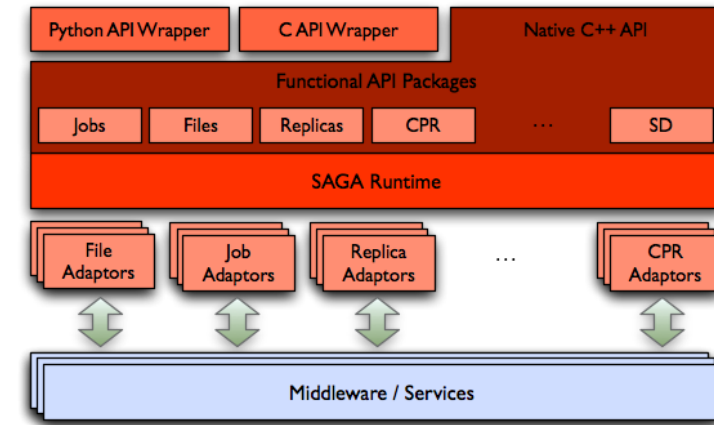 Python API Wrapper
C API Wrapper
Native C++ API
Functional API Packages
Jobs
Files
Replicas
CPR
...
SD
SAGA Runtime
File
Adaptors
Job
Adaptors
Replica
Adaptors
...
CPR
Adaptors
Middleware / Services